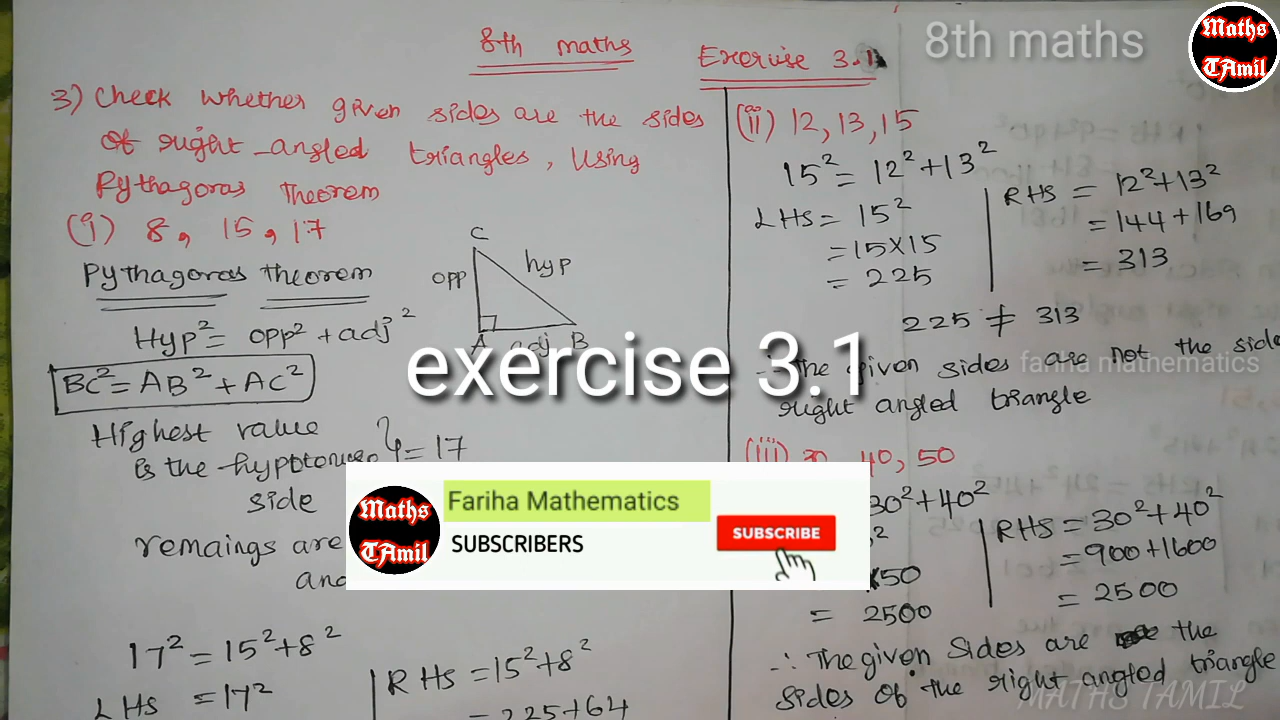 8th maths
Exercise 3.1
8th maths
Maths
TAmil
3) Check whether given sides are the sides
of right-angled triangles, Using
Pythagoras Theorem
(i) 8, 15, 17
Pythagoras theorem
Hyp² = opp² + adj²
BC² = AB² + AC²
C
opp
hyp
A
adj
B
Highest value
is the hypotonuse
side
= 17
remaings are
and
17² = 15² + 8²
LHS = 17²
RHS = 15² + 8²
= 225 + 64
(ii) 12, 13, 15
15² = 12² + 13²
LHS = 15²
= 15 × 15
= 225
RHS = 12² + 13²
= 144 + 169
= 313
225 ≠ 313
∴ The given sides are not the side
right angled triangle
fariha mathematics
exercise 3.1
(iii) 40, 50
30² + 40²
50
= 2500
RHS = 30² + 40²
= 900 + 1600
= 2500
∴ The given sides are the
sides of the right angled triangle
MATHS TAMIL
Maths
TAmil
Fariha Mathematics
SUBSCRIBERS
SUBSCRIBE